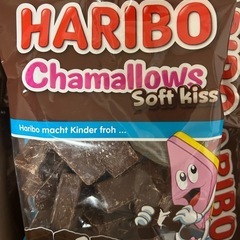 HARIBO
Chamallows
Soft kiss
Haribo macht Kinder froh ...